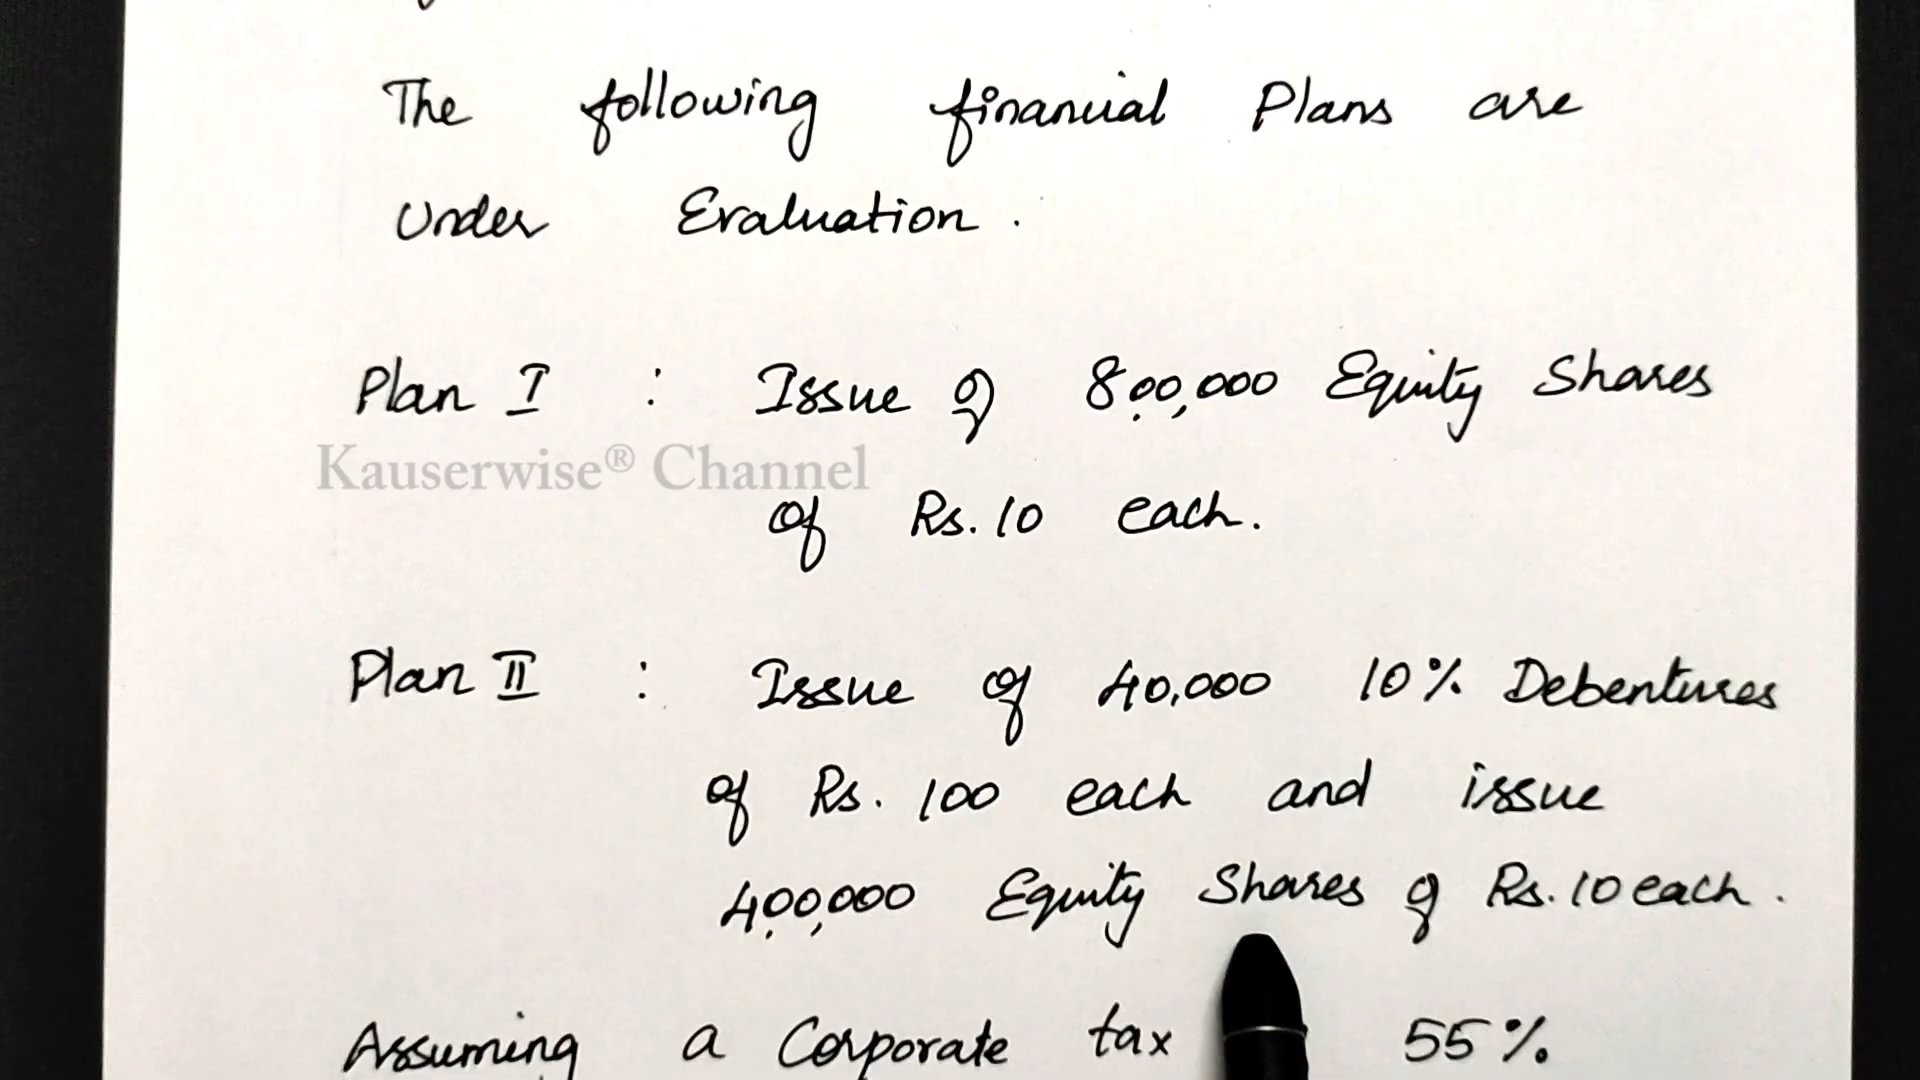 The following financial Plans are
Under Evaluation.
Plan I : Issue of 8,00,000 Equity Shares
Kauserwise® Channel
of Rs. 10 each.
Plan II : Issue of 40,000 10% Debentures
of Rs. 100 each and issue
4,00,000 Equity Shares of Rs. 10 each.
Assuming a Corporate tax 55%